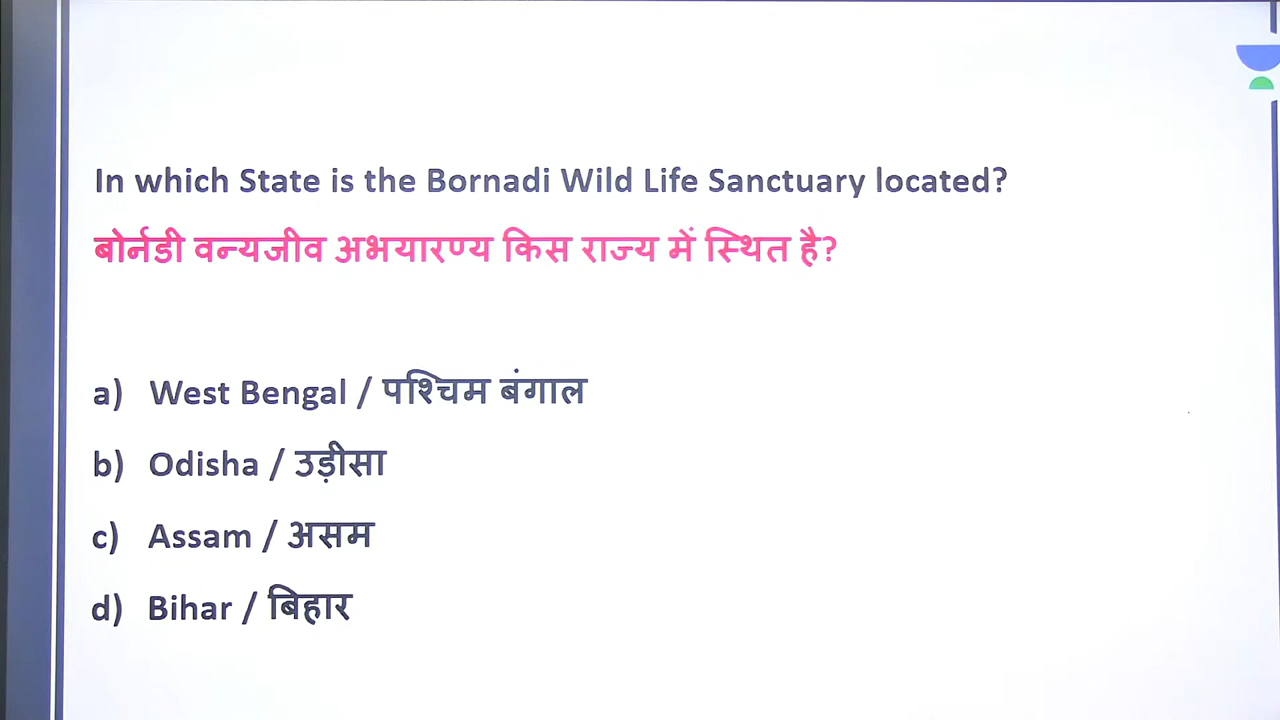 In which State is the Bornadi Wild Life Sanctuary located?
बोर्नडी वन्यजीव अभयारण्य किस राज्य में स्थित है?
a) West Bengal / पश्चिम बंगाल
b) Odisha / उड़ीसा
c) Assam / असम
d) Bihar / बिहार